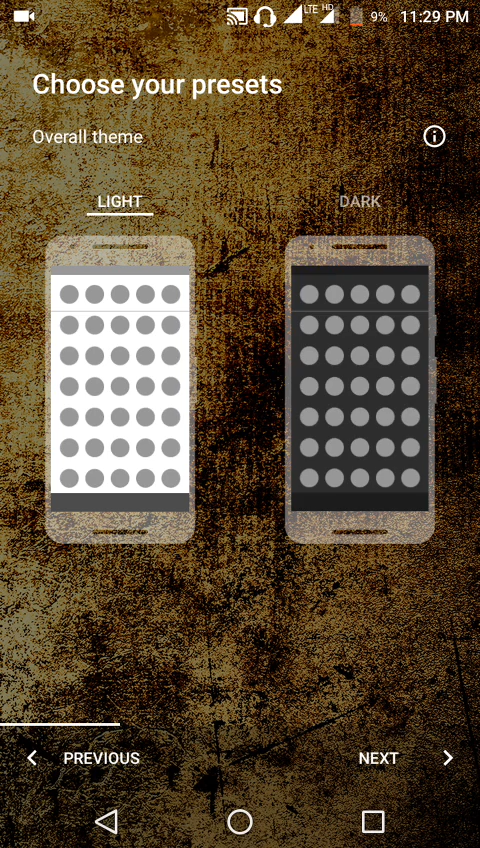 LTE HD 9% 11:29 PM
Choose your presets
Overall theme
LIGHT DARK
PREVIOUS NEXT